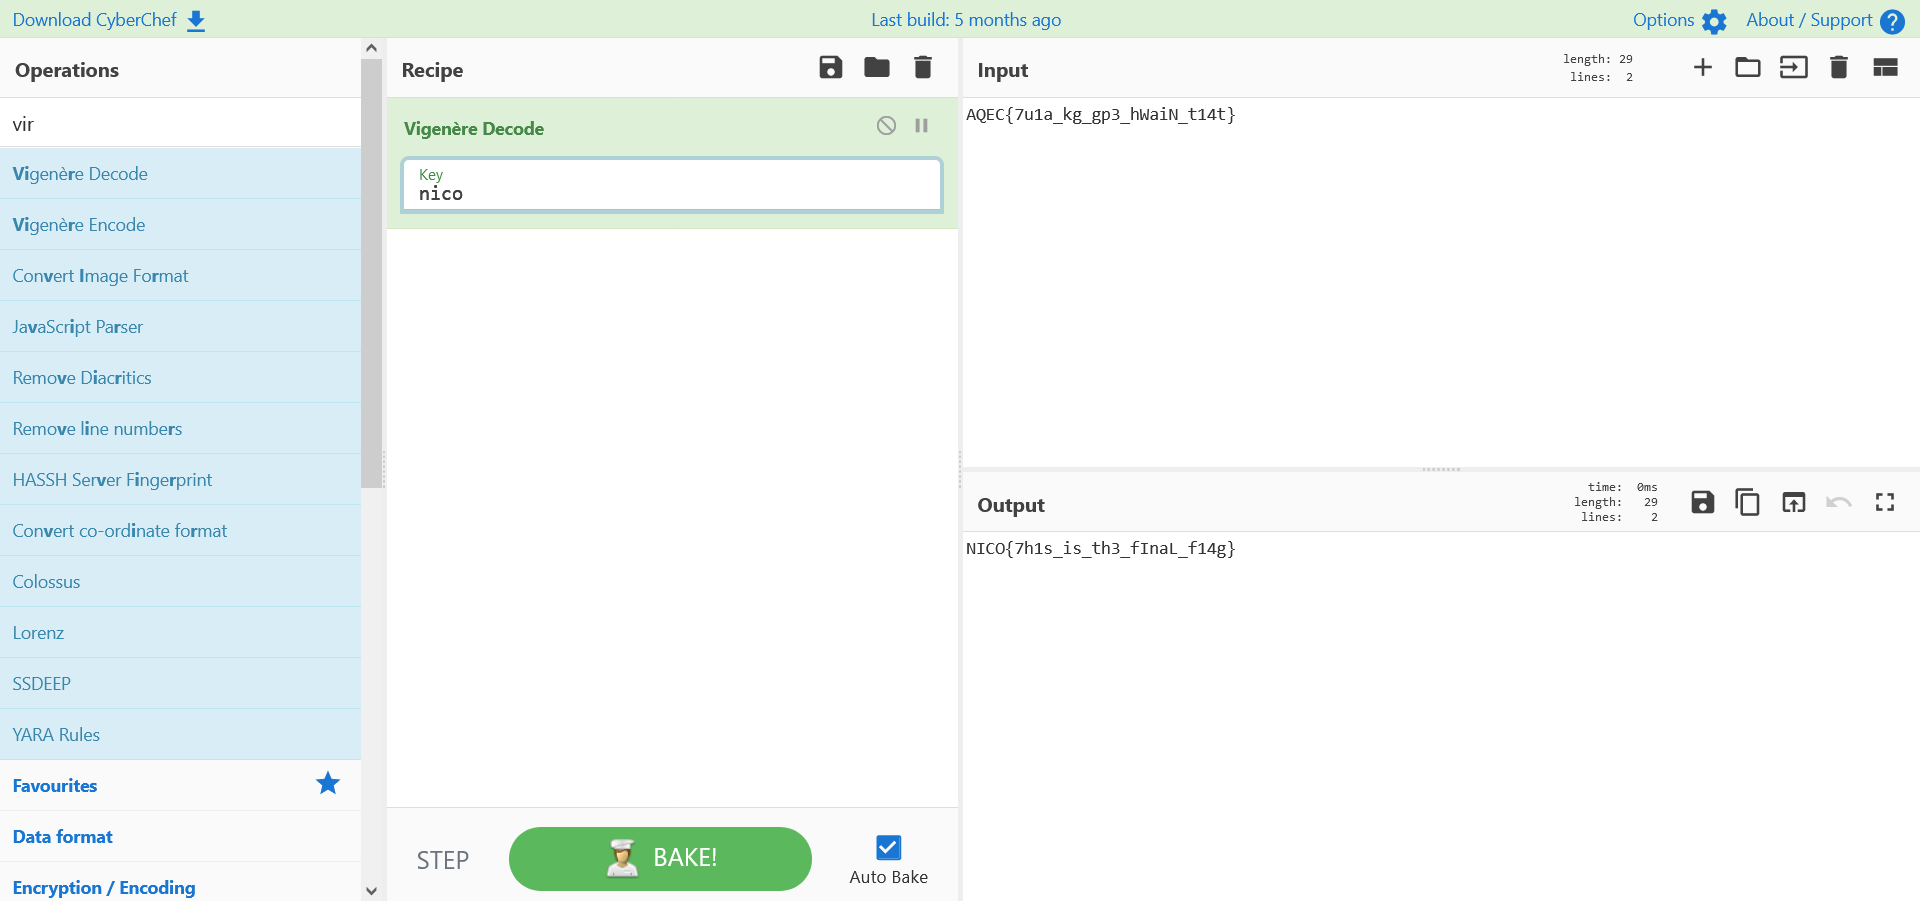 Download CyberChef
Last build: 5 months ago
Options
About / Support
Operations
vir
Vigenère Decode
Vigenère Encode
Convert Image Format
JavaScript Parser
Remove Diacritics
Remove line numbers
HASSH Server Fingerprint
Convert co-ordinate format
Colossus
Lorenz
SSDEEP
YARA Rules
Favourites
Data format
Encryption / Encoding
Recipe
Vigenère Decode
Key
nico
STEP
BAKE!
Auto Bake
Input
length: 29
lines: 2
AQEC{7u1a_kg_gp3_hWaiN_t14t}
Output
time: 0ms
length: 29
lines: 2
NICO{7h1s_is_th3_fInaL_f14g}